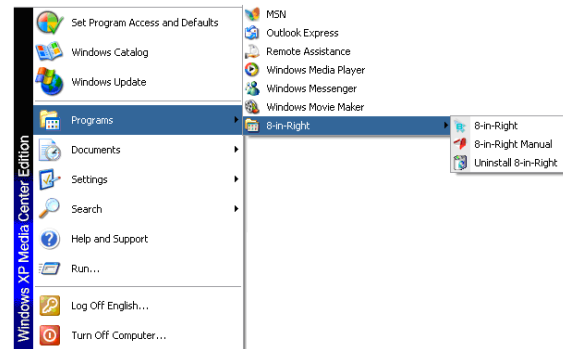 Windows XP Media Center Edition
Set Program Access and Defaults
Windows Catalog
Windows Update
Programs
Documents
Settings
Search
Help and Support
Run...
Log Off English...
Turn Off Computer...
MSN
Outlook Express
Remote Assistance
Windows Media Player
Windows Messenger
Windows Movie Maker
8-in-Right
8-in-Right
8-in-Right Manual
Uninstall 8-in-Right